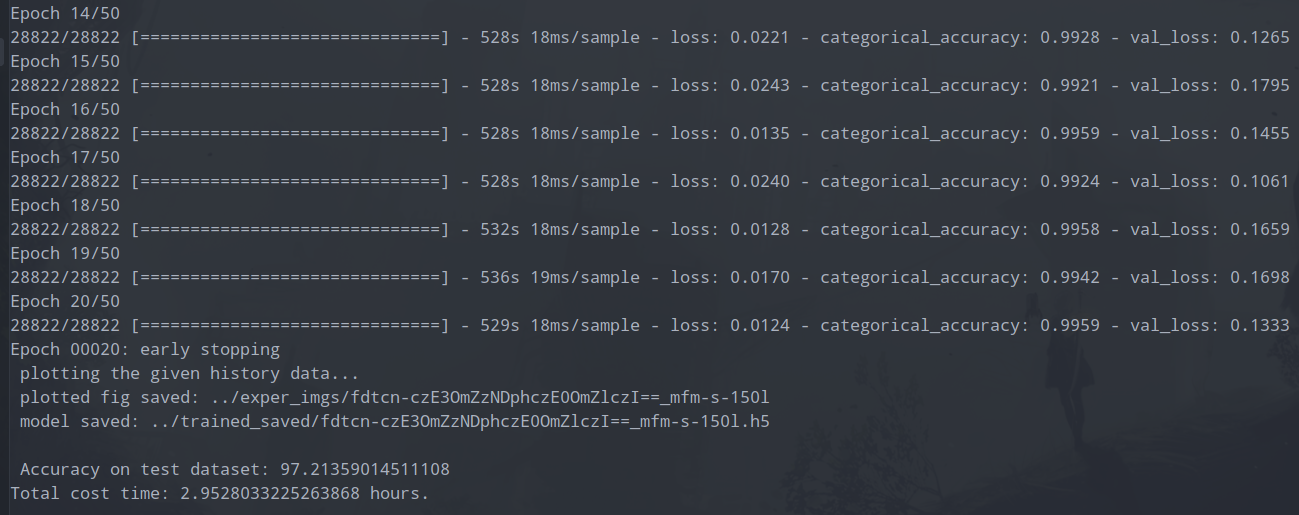 Epoch 14/50
28822/28822 [==============================] - 528s 18ms/sample - loss: 0.0221 - categorical_accuracy: 0.9928 - val_loss: 0.1265
Epoch 15/50
28822/28822 [==============================] - 528s 18ms/sample - loss: 0.0243 - categorical_accuracy: 0.9921 - val_loss: 0.1795
Epoch 16/50
28822/28822 [==============================] - 528s 18ms/sample - loss: 0.0135 - categorical_accuracy: 0.9959 - val_loss: 0.1455
Epoch 17/50
28822/28822 [==============================] - 528s 18ms/sample - loss: 0.0240 - categorical_accuracy: 0.9924 - val_loss: 0.1061
Epoch 18/50
28822/28822 [==============================] - 532s 18ms/sample - loss: 0.0128 - categorical_accuracy: 0.9958 - val_loss: 0.1659
Epoch 19/50
28822/28822 [==============================] - 536s 19ms/sample - loss: 0.0170 - categorical_accuracy: 0.9942 - val_loss: 0.1698
Epoch 20/50
28822/28822 [==============================] - 529s 18ms/sample - loss: 0.0124 - categorical_accuracy: 0.9959 - val_loss: 0.1333
Epoch 00020: early stopping
plotting the given history data...
plotted fig saved: ../exper_imgs/fdtcn-czE3OmZzNDphczE0OmZlczI==_mfm-s-150l
model saved: ../trained_saved/fdtcn-czE3OmZzNDphczE0OmZlczI==_mfm-s-150l.h5
Accuracy on test dataset: 97.21359014511108
Total cost time: 2.9528033225263868 hours.